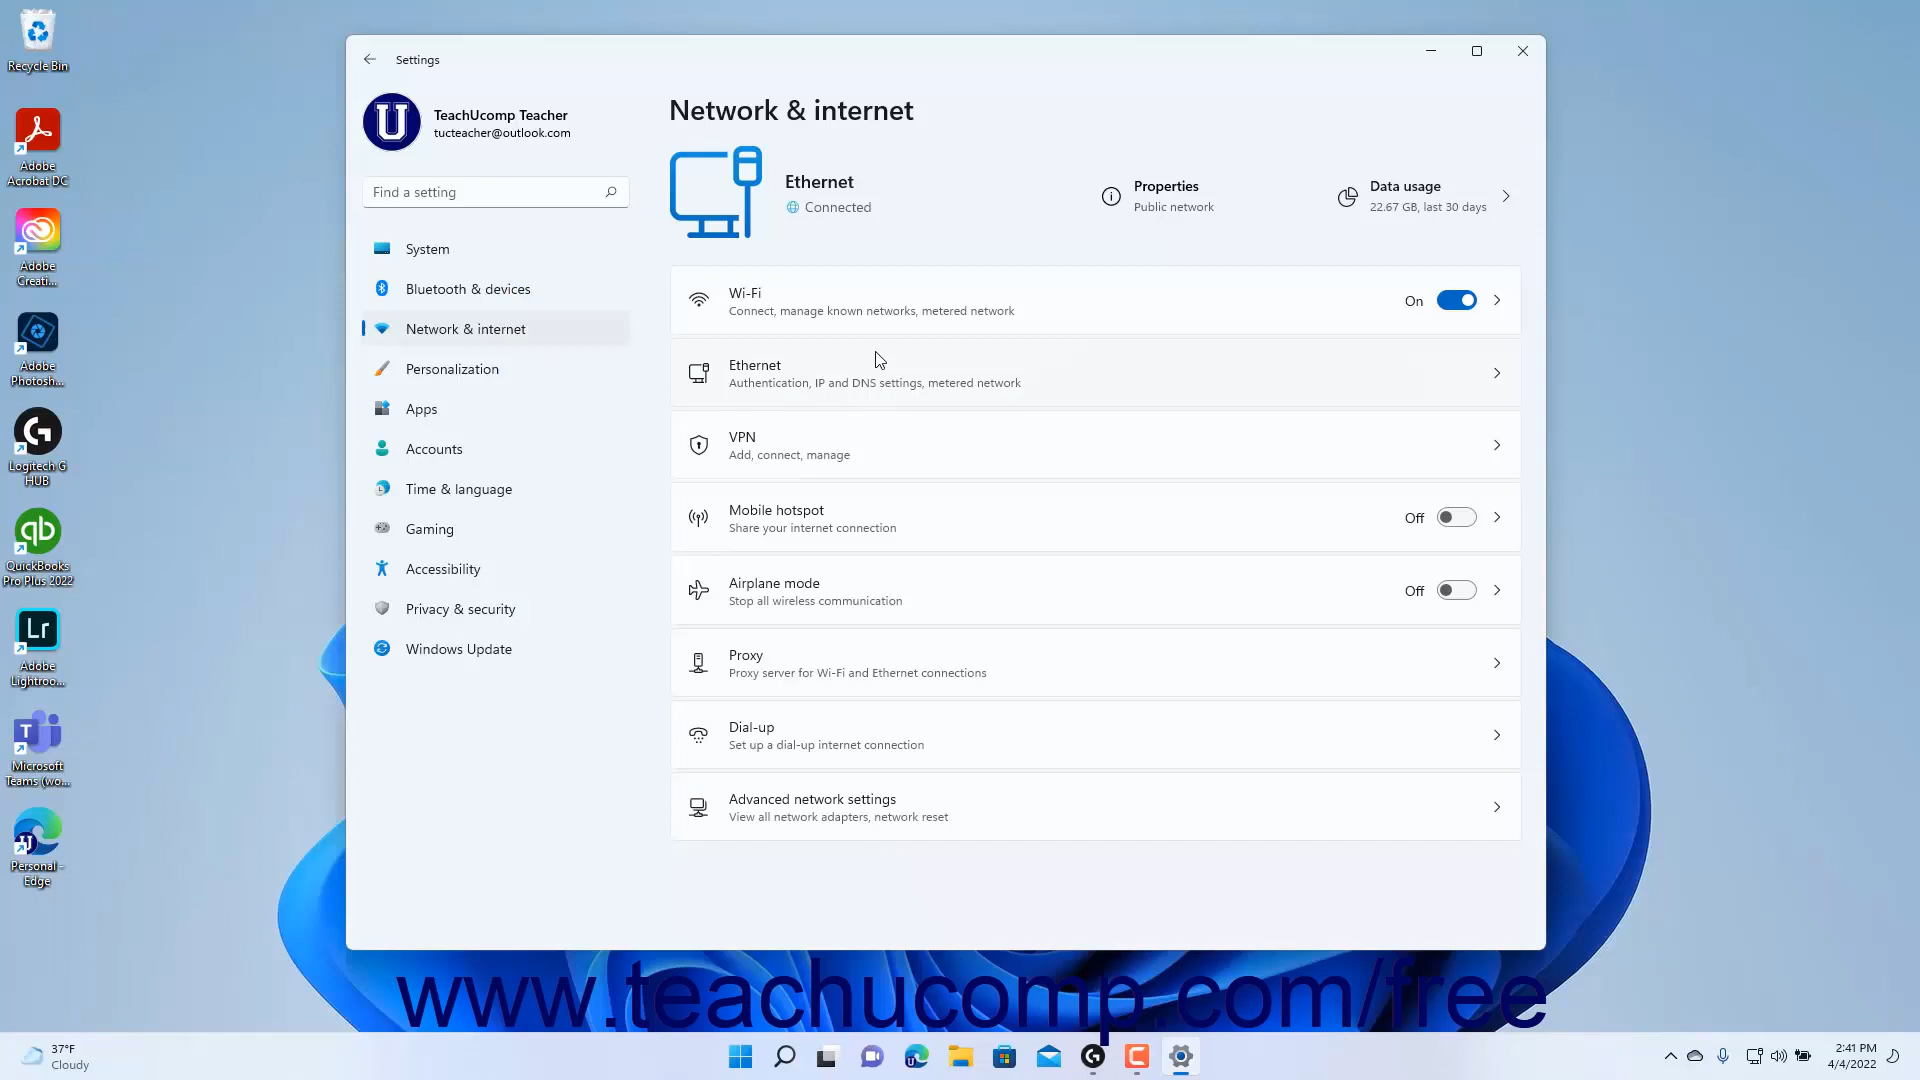 Recycle Bin
Adobe
Acrobat DC
Adobe
Creati...
Adobe
Photosh...
Logitech G
HUB
QuickBooks
Pro Plus 2022
Lr
Adobe
Lightroo...
Microsoft
Teams (wo...
Personal -
Edge
Settings
TeachUcomp Teacher
tucteacher@outlook.com
Find a setting
System
Bluetooth & devices
Network & internet
Personalization
Apps
Accounts
Time & language
Gaming
Accessibility
Privacy & security
Windows Update
Network & internet
Ethernet
Connected
Properties
Public network
Data usage
22.67 GB, last 30 days
Wi-Fi
Connect, manage known networks, metered network
On
Ethernet
Authentication, IP and DNS settings, metered network
VPN
Add, connect, manage
Mobile hotspot
Share your internet connection
Off
Airplane mode
Stop all wireless communication
Off
Proxy
Proxy server for Wi-Fi and Ethernet connections
Dial-up
Set up a dial-up internet connection
Advanced network settings
View all network adapters, network reset
www.teachucomp.com/free
37°F
Cloudy
2:41 PM
4/4/2022